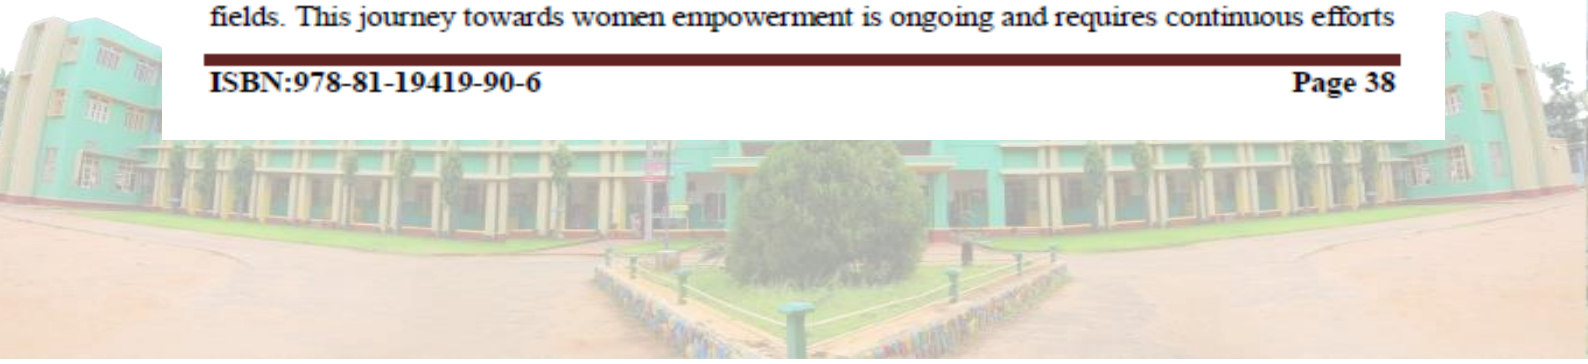 fields. This journey towards women empowerment is ongoing and requires continuous efforts
ISBN:978-81-19419-90-6 Page 38